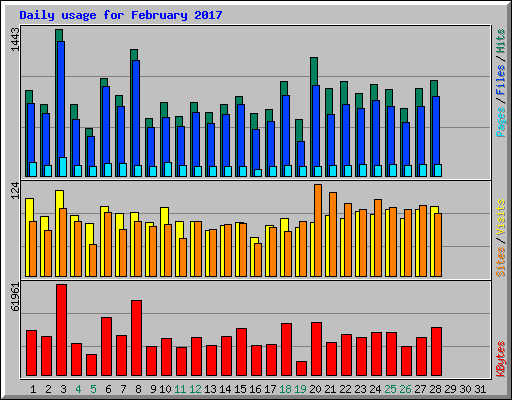 Daily usage for February 2017
1443
Pages / Files / Hits
124
Sites / Visits
61961
KBytes
1 2 3 4 5 6 7 8 9 10 11 12 13 14 15 16 17 18 19 20 21 22 23 24 25 26 27 28 29 30 31